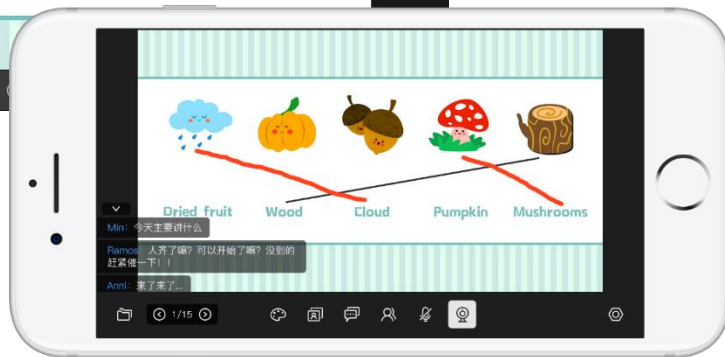 Dried fruit
Wood
Cloud
Pumpkin
Mushrooms
Min: 今天主要讲什么
Ramos: 人齐了嘛？可以开始了嘛？没到的
赶紧催一下！！
Anni: 来了来了...
1/15